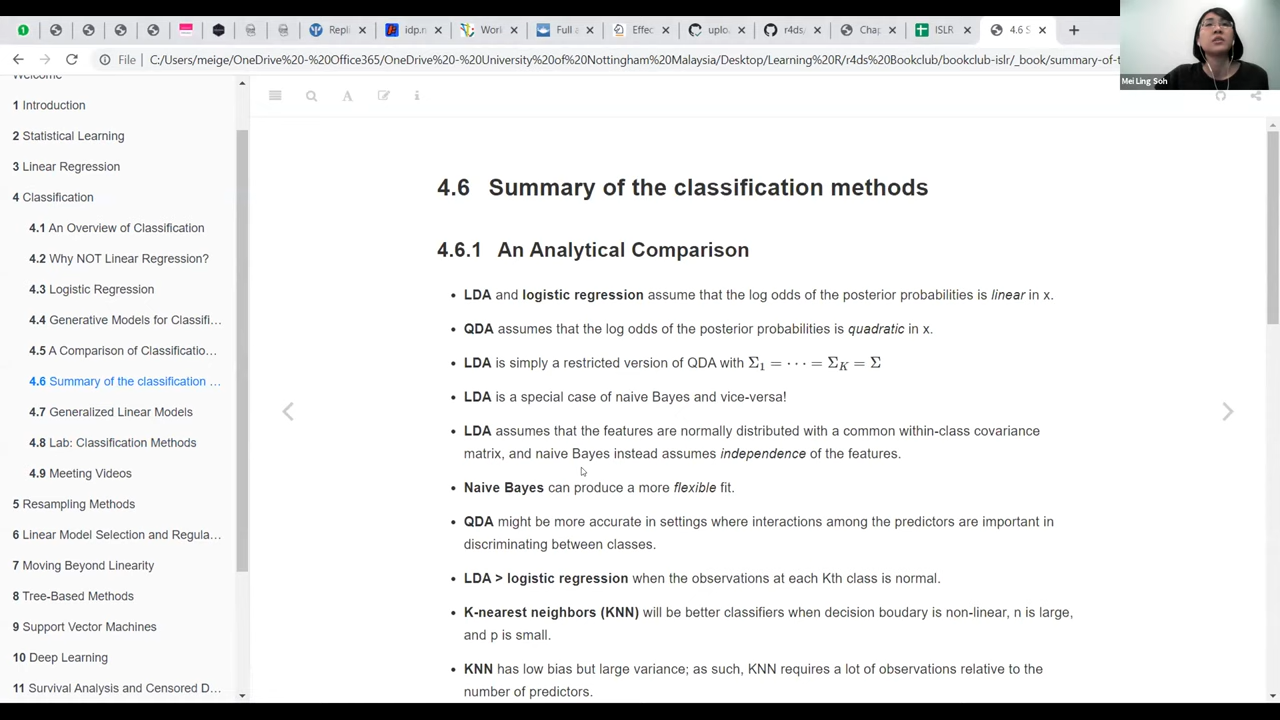 Repli
idp.n
Work
Full a
Effec
uploa
r4ds.
Chap
ISLR
4.6 S
File
C:/Users/meige/OneDrive%20-%20Office365/OneDrive%20-%20University%20of%20Nottingham%20Malaysia/Desktop/Learning%20R/r4ds%20Bookclub/bookclub-islr/_book/summary-of-t
Mei Ling Soh
Welcome
1 Introduction
2 Statistical Learning
3 Linear Regression
4 Classification
4.1 An Overview of Classification
4.2 Why NOT Linear Regression?
4.3 Logistic Regression
4.4 Generative Models for Classifi...
4.5 A Comparison of Classificatio...
4.6 Summary of the classification ...
4.7 Generalized Linear Models
4.8 Lab: Classification Methods
4.9 Meeting Videos
5 Resampling Methods
6 Linear Model Selection and Regula...
7 Moving Beyond Linearity
8 Tree-Based Methods
9 Support Vector Machines
10 Deep Learning
11 Survival Analysis and Censored D...
4.6 Summary of the classification methods
4.6.1 An Analytical Comparison
• LDA and logistic regression assume that the log odds of the posterior probabilities is linear in x.
• QDA assumes that the log odds of the posterior probabilities is quadratic in x.
• LDA is simply a restricted version of QDA with Σ₁ = · · · = Σ_K = Σ
• LDA is a special case of naive Bayes and vice-versa!
• LDA assumes that the features are normally distributed with a common within-class covariance
matrix, and naive Bayes instead assumes independence of the features.
• Naive Bayes can produce a more flexible fit.
• QDA might be more accurate in settings where interactions among the predictors are important in
discriminating between classes.
• LDA > logistic regression when the observations at each Kth class is normal.
• K-nearest neighbors (KNN) will be better classifiers when decision boudary is non-linear, n is large,
and p is small.
• KNN has low bias but large variance; as such, KNN requires a lot of observations relative to the
number of predictors.